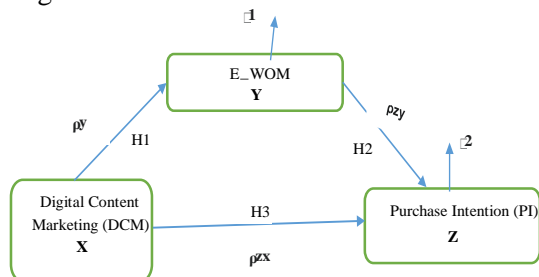 □1
E_WOM
Y
ρy
ρzy
H1
H2
□2
Digital Content
Marketing (DCM)
X
H3
Purchase Intention (PI)
Z
ρzx